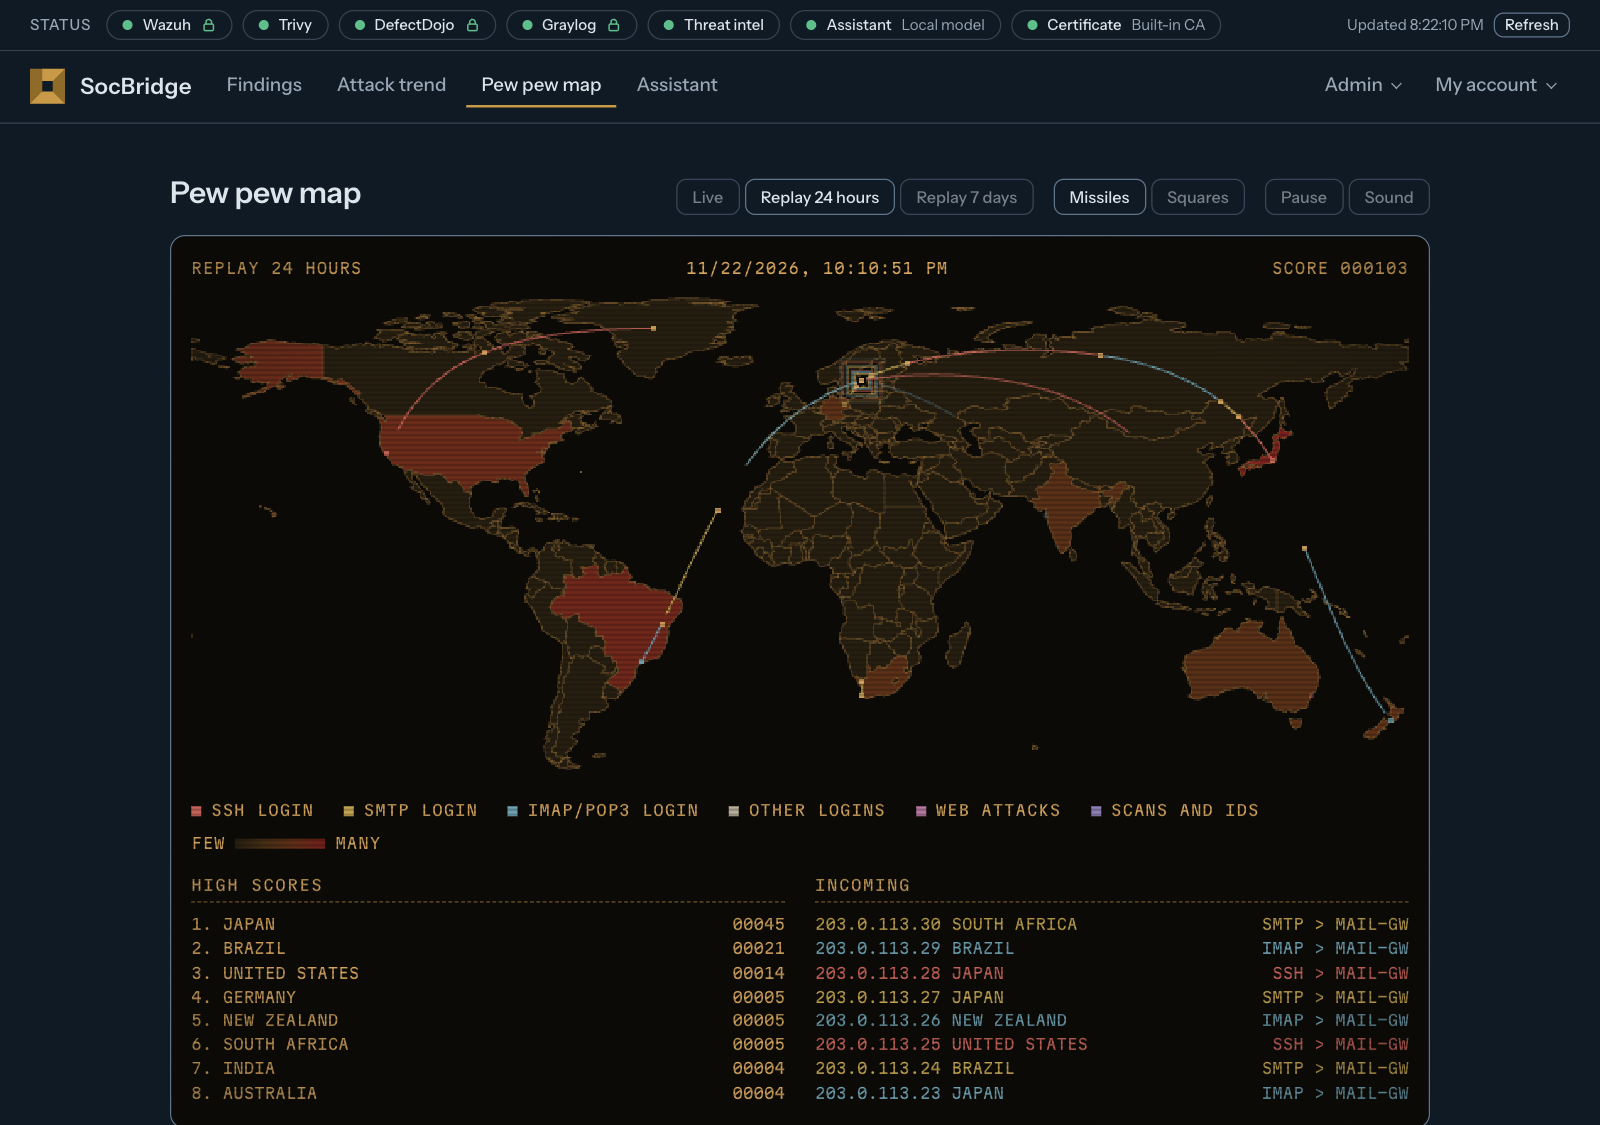 STATUS Wazuh Trivy DefectDojo Graylog Threat intel Assistant Local model Certificate Built-in CA Updated 8:22:10 PM Refresh
SocBridge Findings Attack trend Pew pew map Assistant Admin My account
Pew pew map Live Replay 24 hours Replay 7 days Missiles Squares Pause Sound
REPLAY 24 HOURS 11/22/2026, 10:10:51 PM SCORE 000103
SSH LOGIN SMTP LOGIN IMAP/POP3 LOGIN OTHER LOGINS WEB ATTACKS SCANS AND IDS
FEW MANY
HIGH SCORES
1. JAPAN 00045
2. BRAZIL 00021
3. UNITED STATES 00014
4. GERMANY 00005
5. NEW ZEALAND 00005
6. SOUTH AFRICA 00005
7. INDIA 00004
8. AUSTRALIA 00004
INCOMING
203.0.113.30 SOUTH AFRICA SMTP > MAIL-GW
203.0.113.29 BRAZIL IMAP > MAIL-GW
203.0.113.28 JAPAN SSH > MAIL-GW
203.0.113.27 JAPAN SMTP > MAIL-GW
203.0.113.26 NEW ZEALAND IMAP > MAIL-GW
203.0.113.25 UNITED STATES SSH > MAIL-GW
203.0.113.24 BRAZIL SMTP > MAIL-GW
203.0.113.23 JAPAN IMAP > MAIL-GW